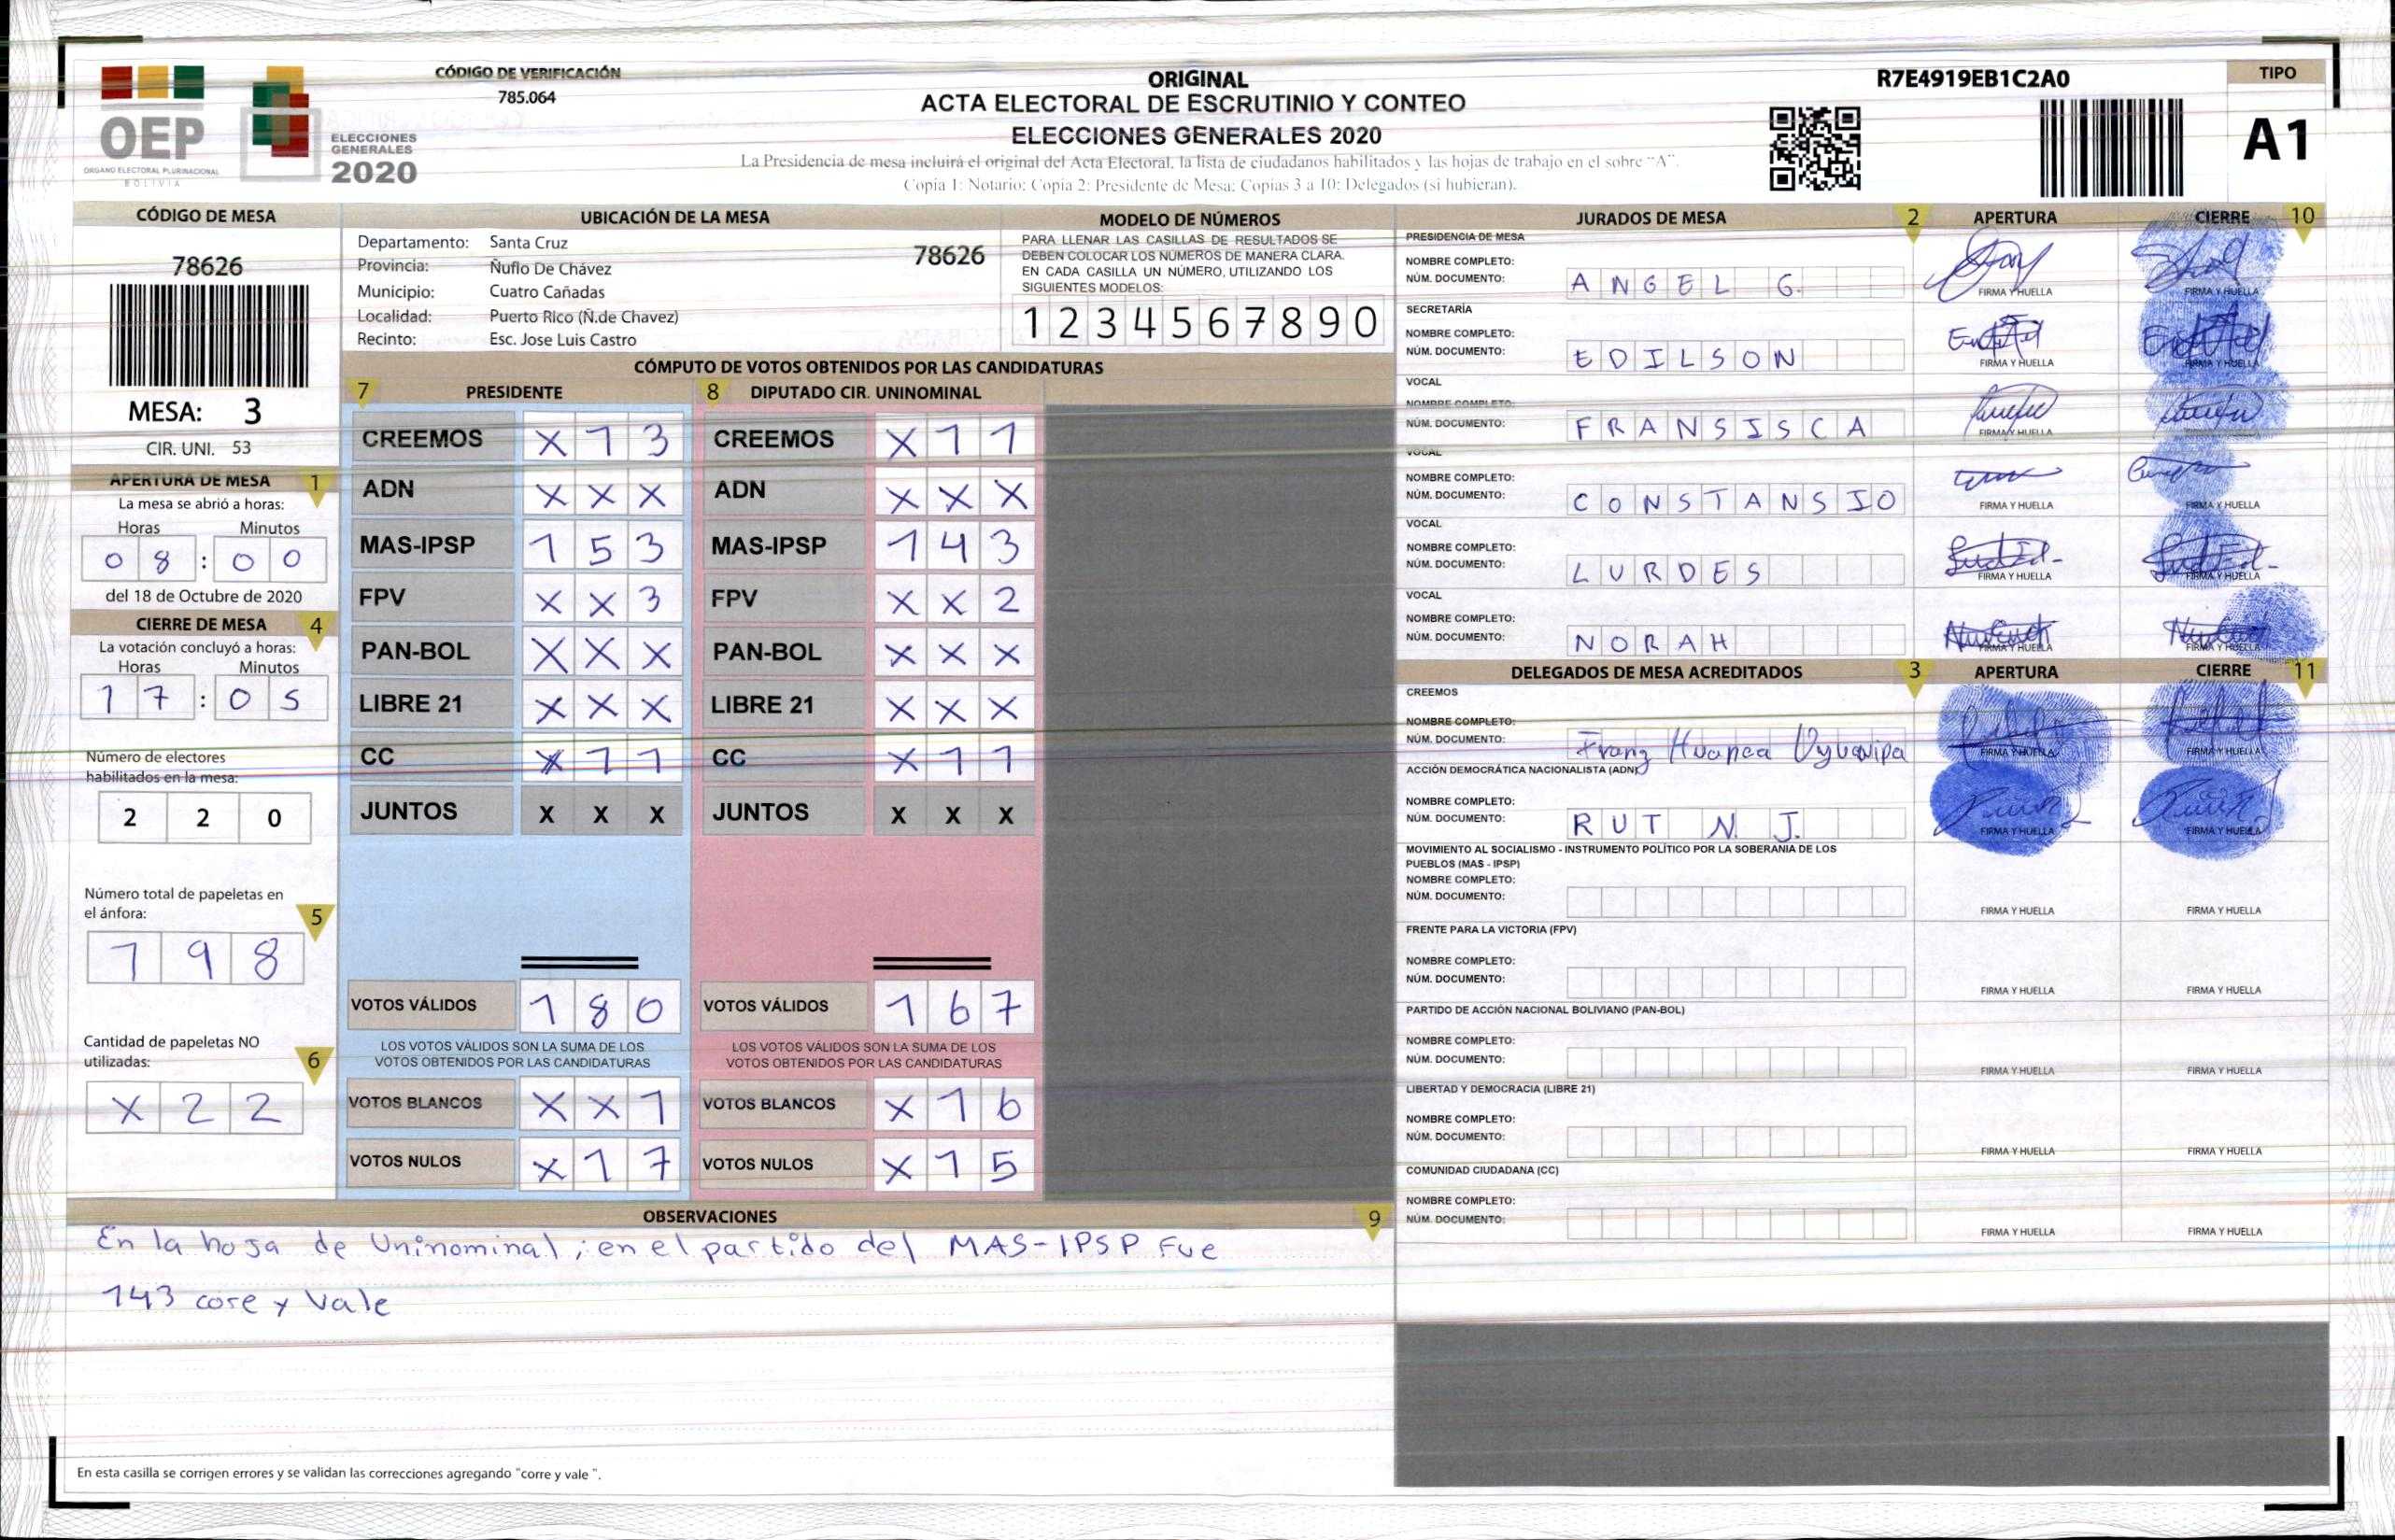 OEP
ÓRGANO ELECTORAL PLURINACIONAL
BOLIVIA
ELECCIONES
GENERALES
2020
CÓDIGO DE VERIFICACIÓN
785.064
ORIGINAL
ACTA ELECTORAL DE ESCRUTINIO Y CONTEO
ELECCIONES GENERALES 2020
La Presidencia de mesa incluirá el original del Acta Electoral, la lista de ciudadanos habilitados y las hojas de trabajo en el sobre "A".
Copia 1: Notario; Copia 2: Presidente de Mesa; Copias 3 a 10: Delegados (si hubieran).
R7E4919EB1C2A0
TIPO
A1
CÓDIGO DE MESA
78626
MESA: 3
CIR. UNI. 53
APERTURA DE MESA 1
La mesa se abrió a horas:
Horas Minutos
08:00
del 18 de Octubre de 2020
CIERRE DE MESA 4
La votación concluyó a horas:
Horas Minutos
17:05
Número de electores
habilitados en la mesa:
2 2 0
Número total de papeletas en
el ánfora: 5
1 9 8
Cantidad de papeletas NO
utilizadas: 6
X 2 2
UBICACIÓN DE LA MESA
Departamento: Santa Cruz 78626
Provincia: Ñuflo De Chávez
Municipio: Cuatro Cañadas
Localidad: Puerto Rico (Ñ.de Chavez)
Recinto: Esc. Jose Luis Castro
MODELO DE NÚMEROS
PARA LLENAR LAS CASILLAS DE RESULTADOS SE
DEBEN COLOCAR LOS NÚMEROS DE MANERA CLARA.
EN CADA CASILLA UN NÚMERO, UTILIZANDO LOS
SIGUIENTES MODELOS:
1 2 3 4 5 6 7 8 9 0
CÓMPUTO DE VOTOS OBTENIDOS POR LAS CANDIDATURAS
7 PRESIDENTE
CREEMOS X 1 3
ADN X X X
MAS-IPSP 1 5 3
FPV X X 3
PAN-BOL X X X
LIBRE 21 X X X
CC X 1 1
JUNTOS X X X
VOTOS VÁLIDOS 1 8 0
LOS VOTOS VÁLIDOS SON LA SUMA DE LOS
VOTOS OBTENIDOS POR LAS CANDIDATURAS
VOTOS BLANCOS X X 1
VOTOS NULOS X 1 7
8 DIPUTADO CIR. UNINOMINAL
CREEMOS X 1 1
ADN X X X
MAS-IPSP 1 4 3
FPV X X 2
PAN-BOL X X X
LIBRE 21 X X X
CC X 1 1
JUNTOS X X X
VOTOS VÁLIDOS 1 6 7
LOS VOTOS VÁLIDOS SON LA SUMA DE LOS
VOTOS OBTENIDOS POR LAS CANDIDATURAS
VOTOS BLANCOS X 1 6
VOTOS NULOS X 1 5
OBSERVACIONES 9
En la hoja de Uninominal; en el partido del MAS-IPSP Fue
143 core y Vale
En esta casilla se corrigen errores y se validan las correcciones agregando "corre y vale ".
JURADOS DE MESA 2 APERTURA CIERRE 10
PRESIDENCIA DE MESA
NOMBRE COMPLETO:
NÚM. DOCUMENTO: ANGEL G.
FIRMA Y HUELLA FIRMA Y HUELLA
SECRETARÍA
NOMBRE COMPLETO:
NÚM. DOCUMENTO: EDILSON
FIRMA Y HUELLA FIRMA Y HUELLA
VOCAL
NOMBRE COMPLETO:
NÚM. DOCUMENTO: FRANSISCA
FIRMA Y HUELLA
VOCAL
NOMBRE COMPLETO:
NÚM. DOCUMENTO: CONSTANSIO
FIRMA Y HUELLA FIRMA Y HUELLA
VOCAL
NOMBRE COMPLETO:
NÚM. DOCUMENTO: LURDES
FIRMA Y HUELLA FIRMA Y HUELLA
VOCAL
NOMBRE COMPLETO:
NÚM. DOCUMENTO: NORAH
FIRMA Y HUELLA FIRMA Y HUELLA
DELEGADOS DE MESA ACREDITADOS 3 APERTURA CIERRE 11
CREEMOS
NOMBRE COMPLETO:
NÚM. DOCUMENTO: Franz Huanca
FIRMA Y HUELLA FIRMA Y HUELLA
ACCIÓN DEMOCRÁTICA NACIONALISTA (ADN)
NOMBRE COMPLETO:
NÚM. DOCUMENTO: RUT N. J.
FIRMA Y HUELLA FIRMA Y HUELLA
MOVIMIENTO AL SOCIALISMO - INSTRUMENTO POLÍTICO POR LA SOBERANIA DE LOS
PUEBLOS (MAS - IPSP)
NOMBRE COMPLETO:
NÚM. DOCUMENTO:
FIRMA Y HUELLA FIRMA Y HUELLA
FRENTE PARA LA VICTORIA (FPV)
NOMBRE COMPLETO:
NÚM. DOCUMENTO:
FIRMA Y HUELLA FIRMA Y HUELLA
PARTIDO DE ACCIÓN NACIONAL BOLIVIANO (PAN-BOL)
NOMBRE COMPLETO:
NÚM. DOCUMENTO:
FIRMA Y HUELLA FIRMA Y HUELLA
LIBERTAD Y DEMOCRACIA (LIBRE 21)
NOMBRE COMPLETO:
NÚM. DOCUMENTO:
FIRMA Y HUELLA FIRMA Y HUELLA
COMUNIDAD CIUDADANA (CC)
NOMBRE COMPLETO:
NÚM. DOCUMENTO:
FIRMA Y HUELLA FIRMA Y HUELLA